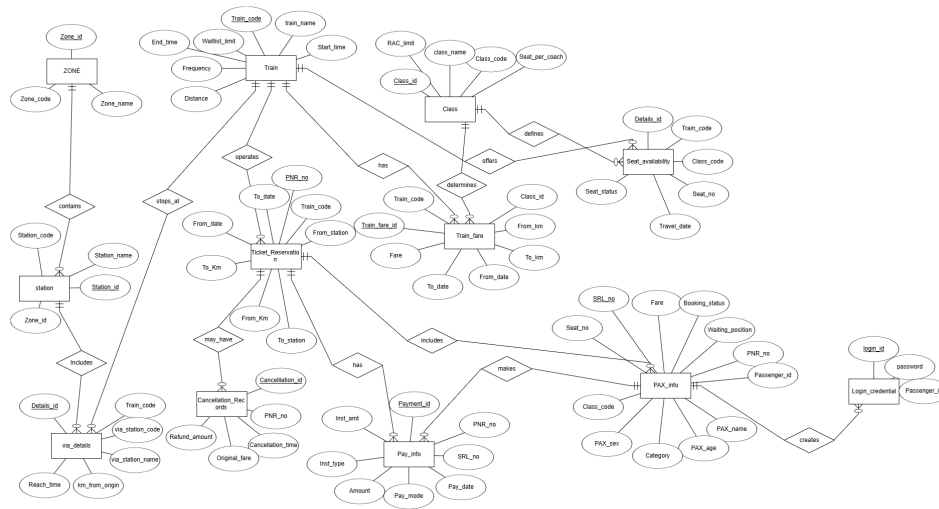 Train_code
train_name
Waitlist_limit
End_time
Start_time
Frequency
Train
Distance
Zone_id
ZONE
Zone_code
Zone_name
RAC_limit
class_name
Class_code
Seat_per_coach
Class_id
Class
Details_id
Train_code
Seat_availability
Class_code
Seat_status
Seat_no
Travel_date
defines
offers
has
determines
operates
contains
stops_at
PNR_no
To_date
Train_code
From_date
From_station
Ticket_Reservatio
n
To_Km
From_Km
To_station
Train_code
Class_id
Train_fare_id
From_km
Train_fare
Fare
To_km
To_date
From_date
Station_code
Station_name
station
Station_id
Zone_id
Includes
may_have
has
includes
makes
creates
SRL_no
Fare
Booking_status
Seat_no
Waiting_position
PNR_no
PAX_info
Passenger_id
Class_code
PAX_name
PAX_sex
PAX_age
Category
login_id
password
Login_credential
Details_id
Train_code
via_station_code
via_details
via_station_name
Reach_time
km_from_origin
Cancelltation_id
Cancellation_Rec
ords
PNR_no
Refund_amount
Cancellation_time
Original_fare
Payment_id
Inst_amt
PNR_no
Pay_info
SRL_no
Inst_type
Amount
Pay_mode
Pay_date